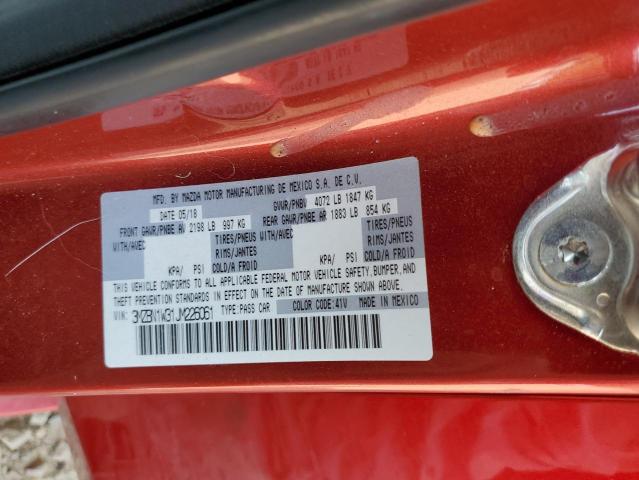 MFD. BY MAZDA MOTOR MANUFACTURING DE MEXICO S.A. DE C.V.
DATE 05/18 GVWR/PNBV 4072 LB 1847 KG
FRONT GAWR/PNBE AV 2198 LB 997 KG REAR GAWR/PNBE AR 1883 LB 854 KG
WITH/AVEC TIRES/PNEUS WITH/AVEC TIRES/PNEUS
RIMS/JANTES RIMS/JANTES
KPA/ PSI COLD/A FROID KPA/ PSI COLD/A FROID
THIS VEHICLE CONFORMS TO ALL APPLICABLE FEDERAL MOTOR VEHICLE SAFETY, BUMPER, AND
THEFT PREVENTION STANDARDS IN EFFECT ON THE DATE OF MANUFACTURE SHOWN ABOVE.
VIN: 3MZBN1W31JM226061 TYPE: PASS CAR COLOR CODE: 41V MADE IN MEXICO